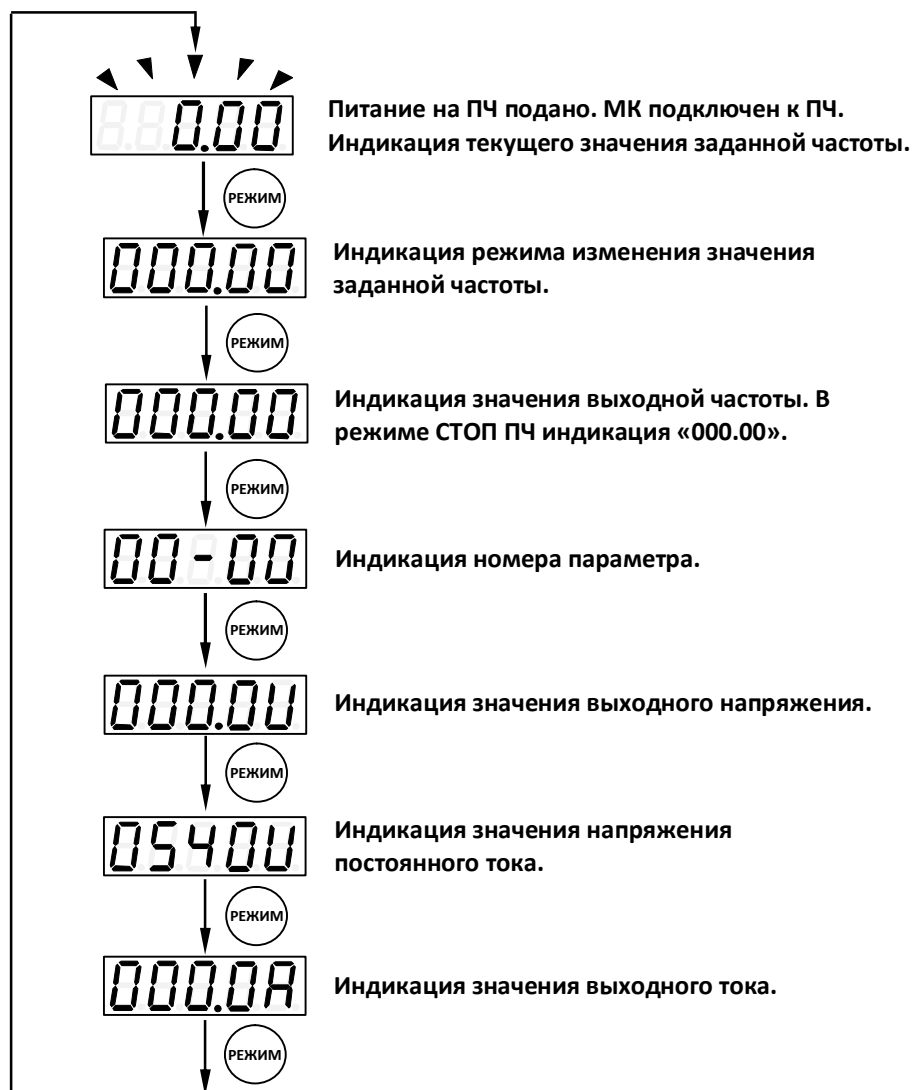 0.00
Питание на ПЧ подано. МК подключен к ПЧ.
Индикация текущего значения заданной частоты.
РЕЖИМ
000.00
Индикация режима изменения значения
заданной частоты.
РЕЖИМ
000.00
Индикация значения выходной частоты. В
режиме СТОП ПЧ индикация «000.00».
РЕЖИМ
00-00
Индикация номера параметра.
РЕЖИМ
000.0U
Индикация значения выходного напряжения.
РЕЖИМ
0540U
Индикация значения напряжения
постоянного тока.
РЕЖИМ
000.0A
Индикация значения выходного тока.
РЕЖИМ